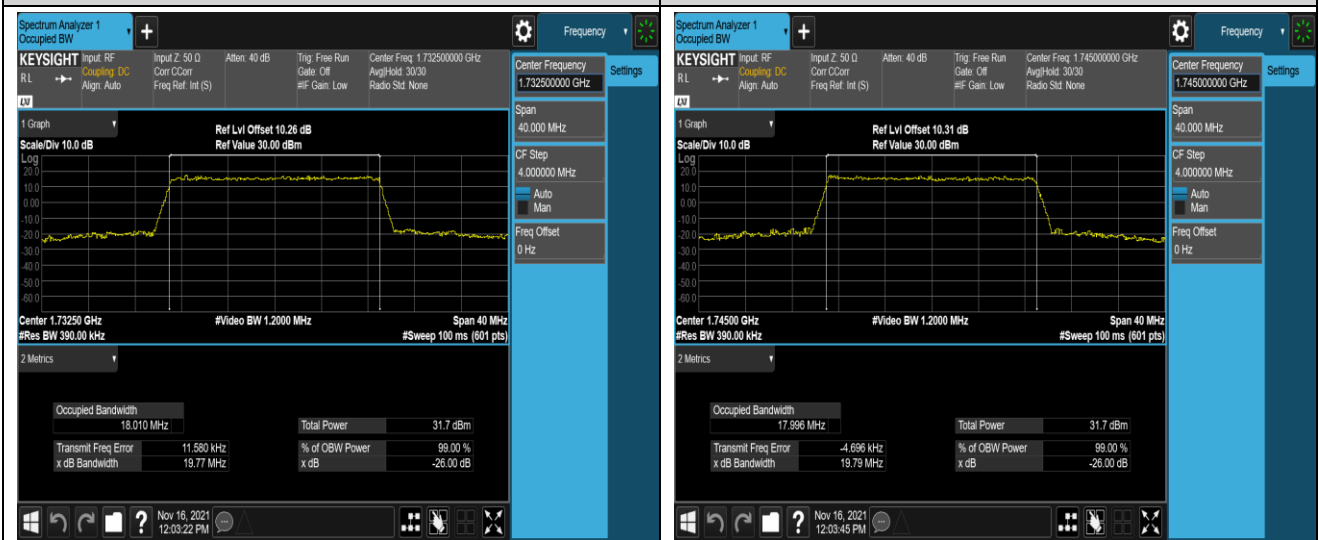 Spectrum Analyzer 1
Occupied BW
+
Frequency
KEYSIGHT
R L
LXI
Input: RF
Coupling: DC
Align: Auto
Input Z: 50 Ω
Corr CCorr
Freq Ref: Int (S)
Atten: 40 dB
Trig: Free Run
Gate: Off
#IF Gain: Low
Center Freq: 1.732500000 GHz
Avg|Hold: 30/30
Radio Std: None
Center Frequency
1.732500000 GHz
Settings
Span
40.000 MHz
CF Step
4.000000 MHz
Auto
Man
Freq Offset
0 Hz
1 Graph
Scale/Div 10.0 dB
Ref Lvl Offset 10.26 dB
Ref Value 30.00 dBm
Log
20.0
10.0
0.00
-10.0
-20.0
-30.0
-40.0
-50.0
-60.0
Center 1.73250 GHz
#Res BW 390.00 kHz
#Video BW 1.2000 MHz
Span 40 MHz
#Sweep 100 ms (601 pts)
2 Metrics
Occupied Bandwidth
18.010 MHz
Total Power 31.7 dBm
Transmit Freq Error 11.580 kHz
% of OBW Power 99.00 %
x dB Bandwidth 19.77 MHz
x dB -26.00 dB
?
Nov 16, 2021
12:03:22 PM
Spectrum Analyzer 1
Occupied BW
+
Frequency
KEYSIGHT
R L
LXI
Input: RF
Coupling: DC
Align: Auto
Input Z: 50 Ω
Corr CCorr
Freq Ref: Int (S)
Atten: 40 dB
Trig: Free Run
Gate: Off
#IF Gain: Low
Center Freq: 1.745000000 GHz
Avg|Hold: 30/30
Radio Std: None
Center Frequency
1.745000000 GHz
Settings
Span
40.000 MHz
CF Step
4.000000 MHz
Auto
Man
Freq Offset
0 Hz
1 Graph
Scale/Div 10.0 dB
Ref Lvl Offset 10.31 dB
Ref Value 30.00 dBm
Log
20.0
10.0
0.00
-10.0
-20.0
-30.0
-40.0
-50.0
-60.0
Center 1.74500 GHz
#Res BW 390.00 kHz
#Video BW 1.2000 MHz
Span 40 MHz
#Sweep 100 ms (601 pts)
2 Metrics
Occupied Bandwidth
17.996 MHz
Total Power 31.7 dBm
Transmit Freq Error -4.696 kHz
% of OBW Power 99.00 %
x dB Bandwidth 19.79 MHz
x dB -26.00 dB
?
Nov 16, 2021
12:03:45 PM